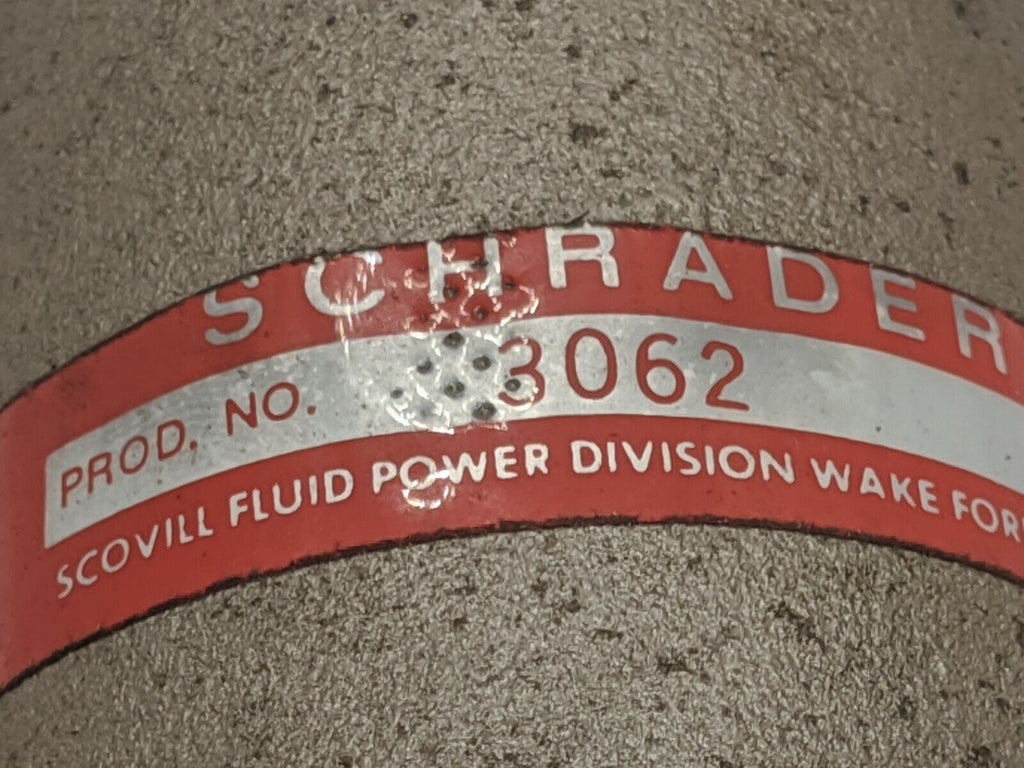 SCHRADER
PROD. NO. 3062
SCOVILL FLUID POWER DIVISION WAKE FOR